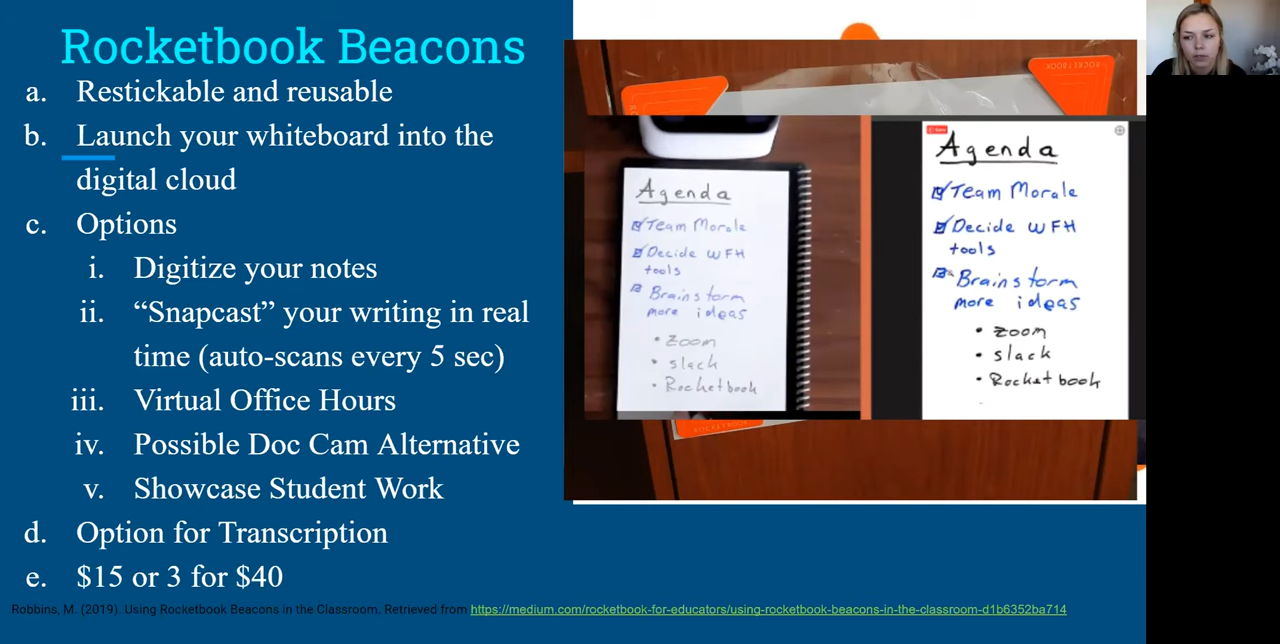 Rocketbook Beacons
a. Restickable and reusable
b. Launch your whiteboard into the
digital cloud
c. Options
i. Digitize your notes
ii. “Snapcast” your writing in real
time (auto-scans every 5 sec)
iii. Virtual Office Hours
iv. Possible Doc Cam Alternative
v. Showcase Student Work
d. Option for Transcription
e. $15 or 3 for $40
Robbins, M. (2019). Using Rocketbook Beacons in the Classroom. Retrieved from https://medium.com/rocketbook-for-educators/using-rocketbook-beacons-in-the-classroom-d1b6352ba714
ROCKETBOOK
Agenda
Team Morale
Decide WFH
tools
Brainstorm
more ideas
• Zoom
• Slack
• Rocketbook
Agenda
Team Morale
Decide WFH
tools
Brainstorm
more ideas
• Zoom
• Slack
• Rocketbook
ROCKETBOOK